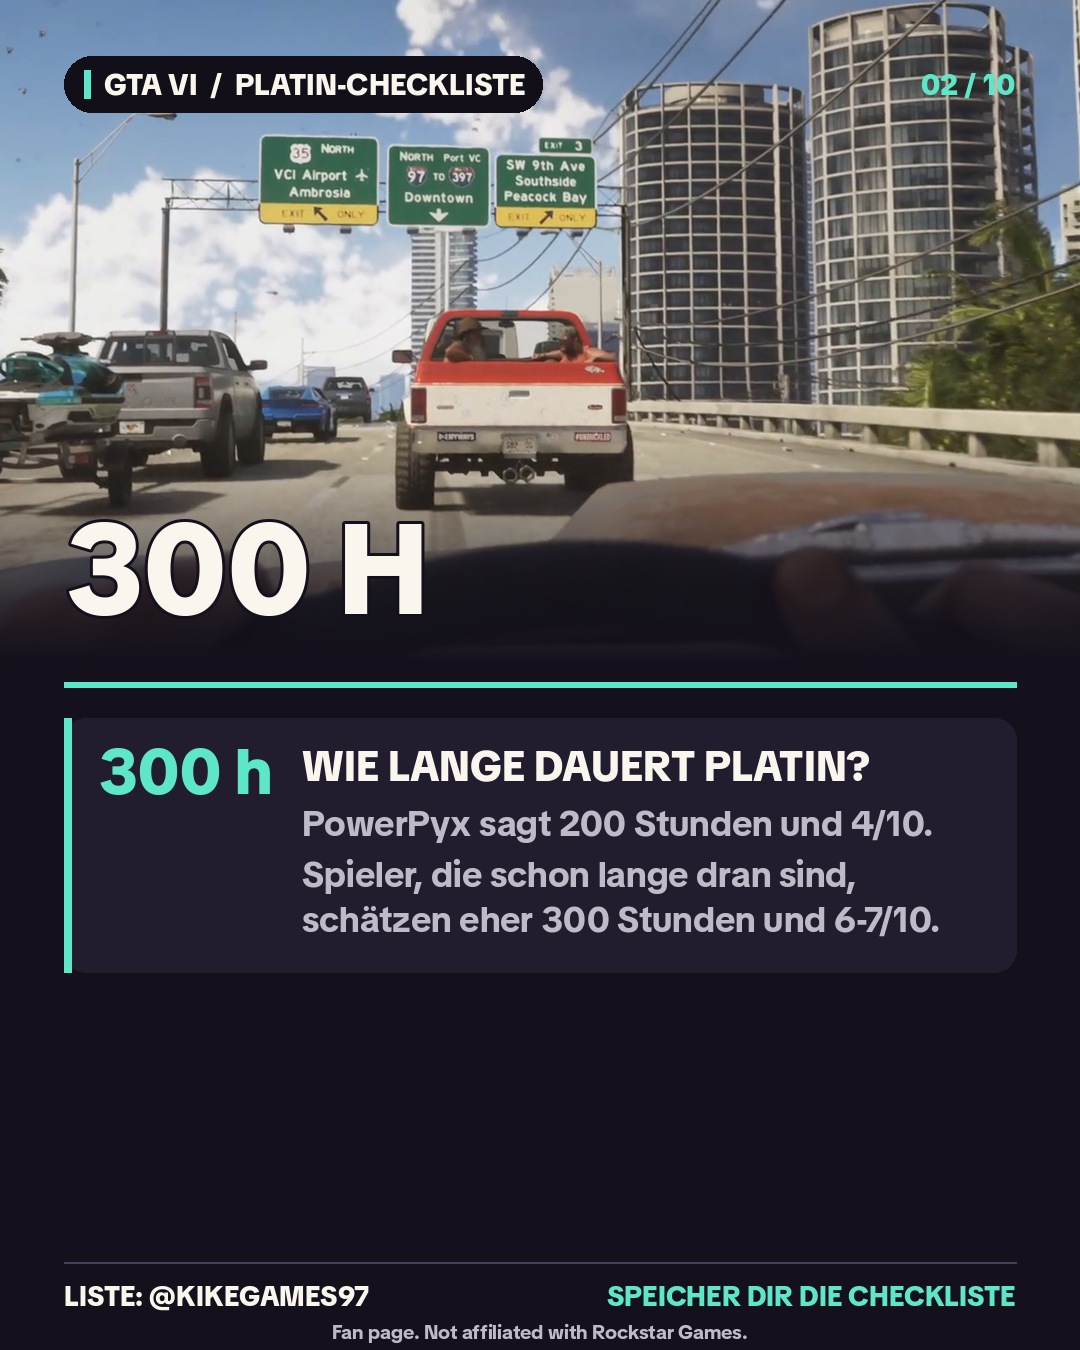 GTA VI / PLATIN-CHECKLISTE
02 / 10
EXIT 3
35 NORTH
VCI Airport
Ambrosia
EXIT ONLY
NORTH Port VC
97 TO 397
Downtown
SW 9th Ave
Southside
Peacock Bay
EXIT ONLY
#UNBUCKLED
300 H
300 h
WIE LANGE DAUERT PLATIN?
PowerPyx sagt 200 Stunden und 4/10.
Spieler, die schon lange dran sind,
schätzen eher 300 Stunden und 6-7/10.
LISTE: @KIKEGAMES97
SPEICHER DIR DIE CHECKLISTE
Fan page. Not affiliated with Rockstar Games.